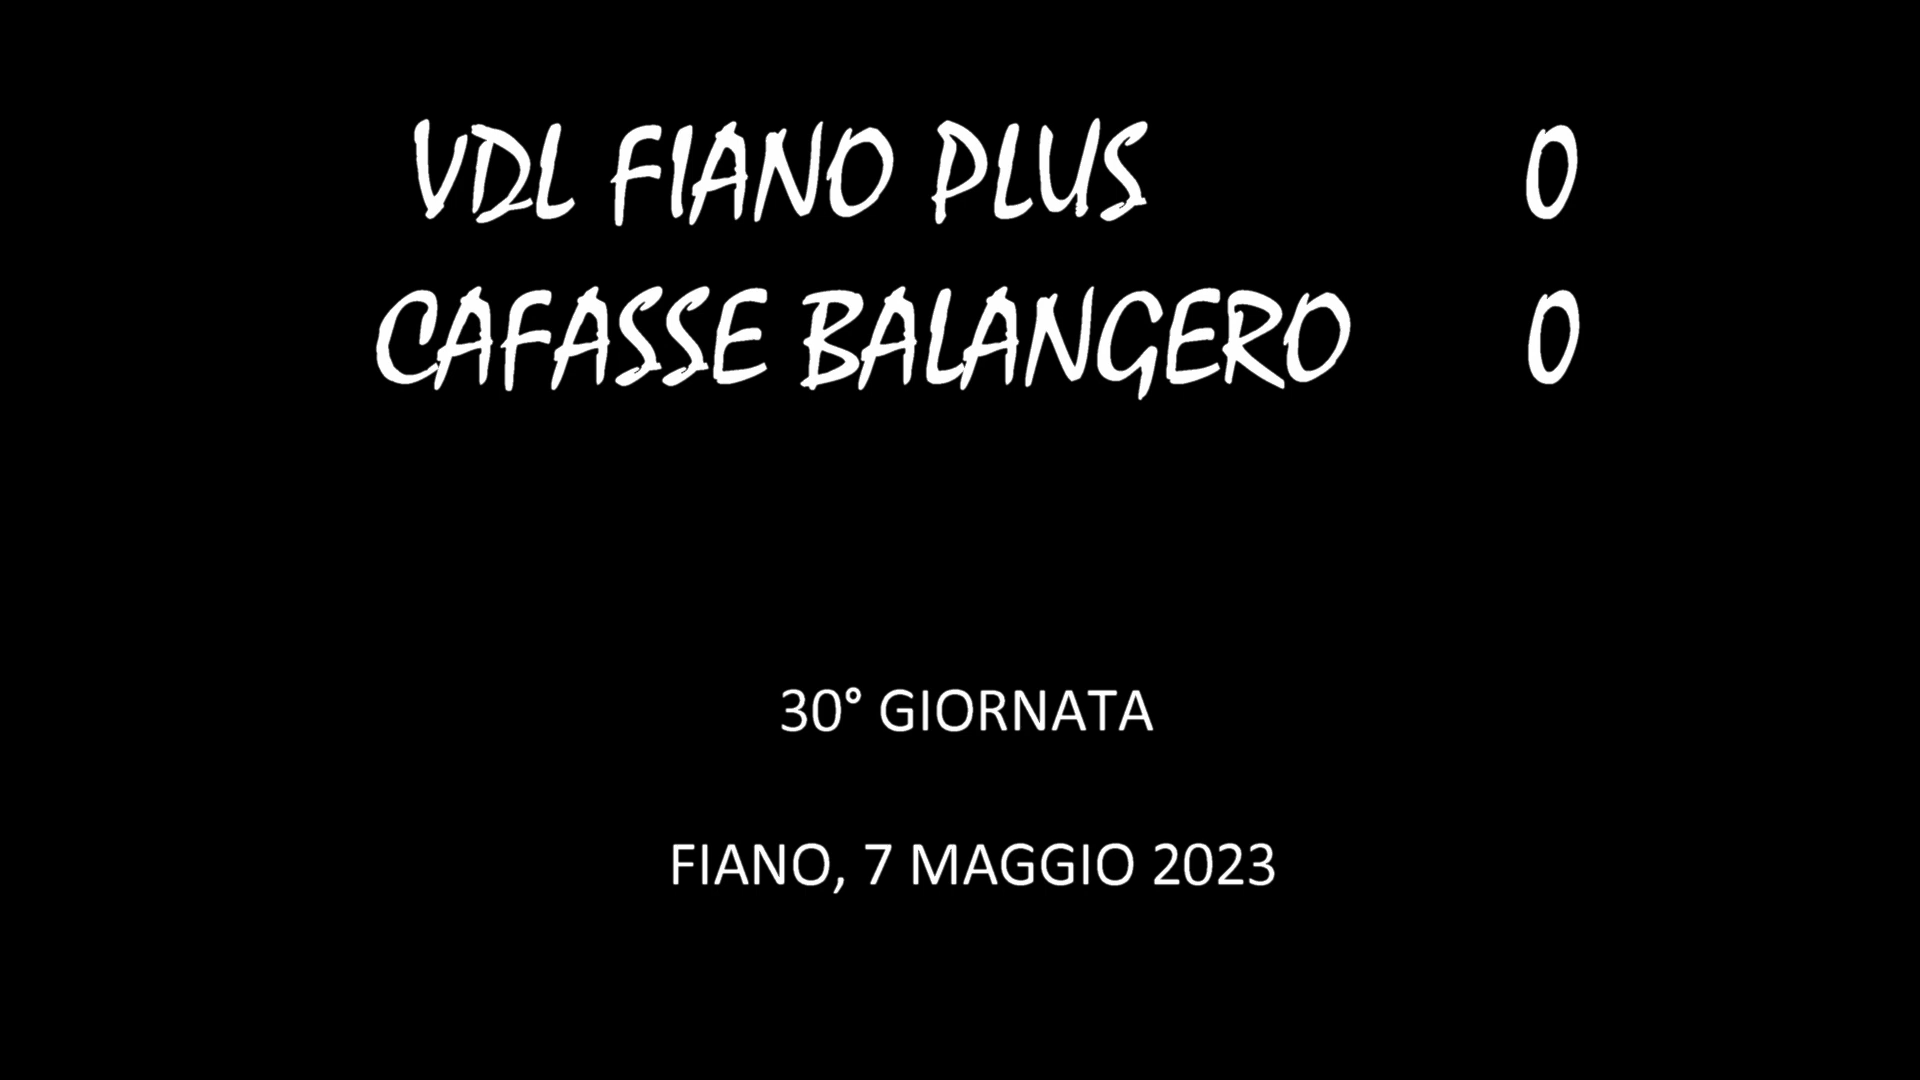 VDL FIANO PLUS 0
CAFASSE BALANGERO 0
30° GIORNATA
FIANO, 7 MAGGIO 2023